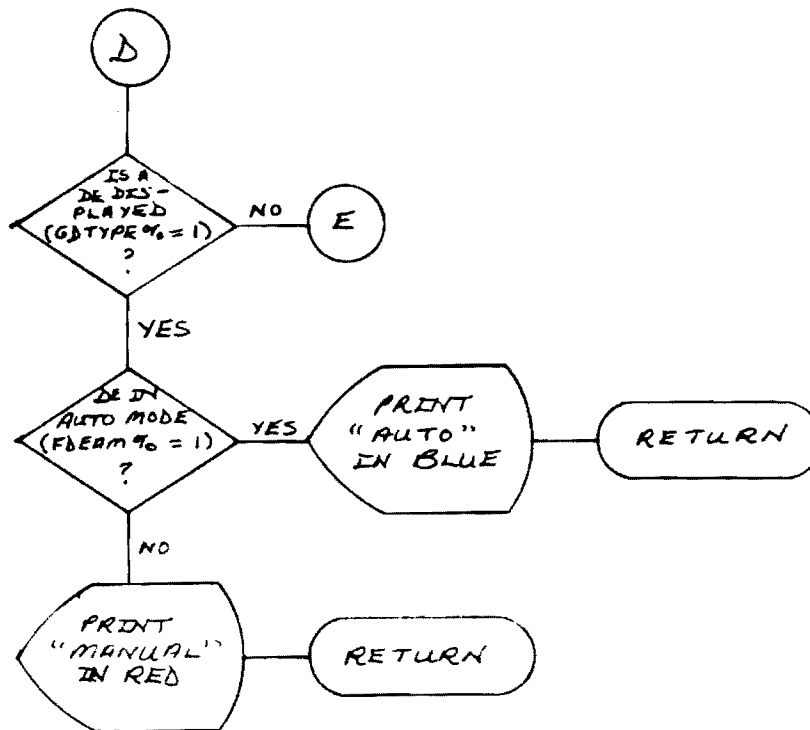 D
IS A
DE DIS-
PLAYED
(GDTYPE% = 1)
?
NO
E
YES
DE IN
AUTO MODE
(FDEAM% = 1)
?
YES
PRINT
"AUTO"
IN BLUE
RETURN
NO
PRINT
"MANUAL"
IN RED
RETURN